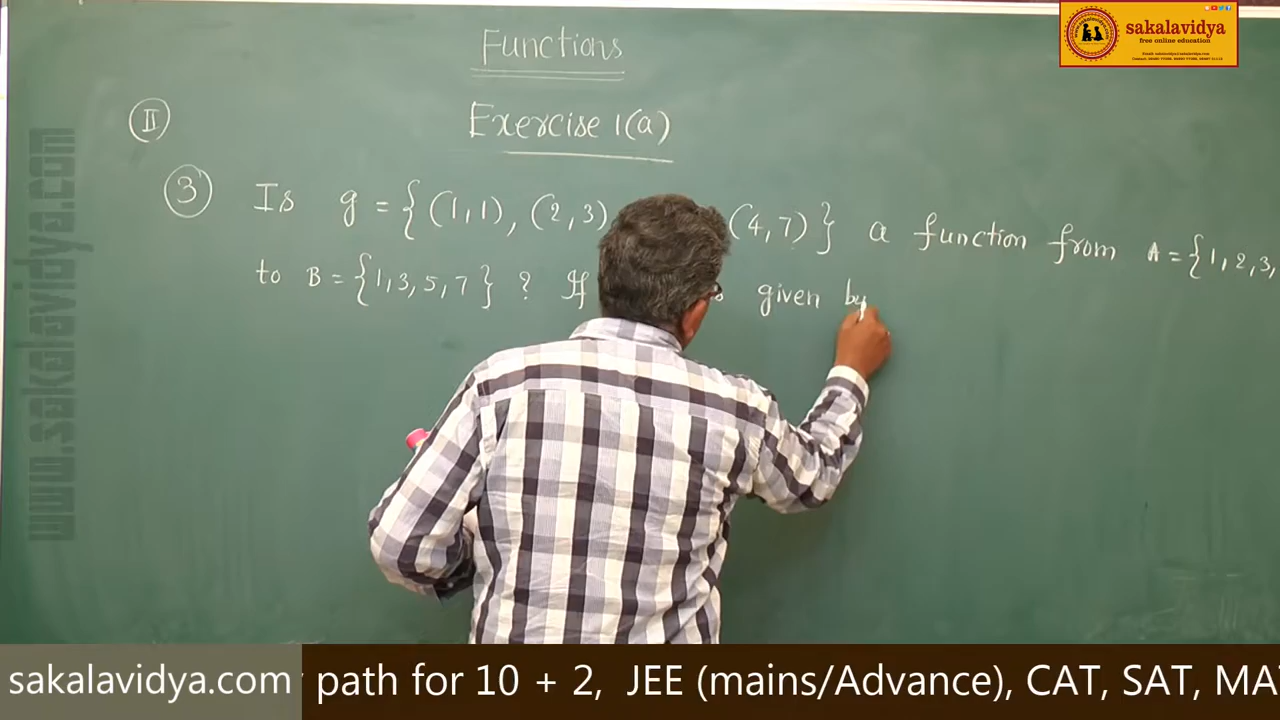 sakalavidya
free online education
Functions
II
Exercise 1(a)
3 Is g = {(1,1), (2,3) (4,7)} a function from A = {1,2,3,
to B = {1,3,5,7} ? If given by
www.sakalavidya.com
sakalavidya.com path for 10 + 2, JEE (mains/Advance), CAT, SAT, MA